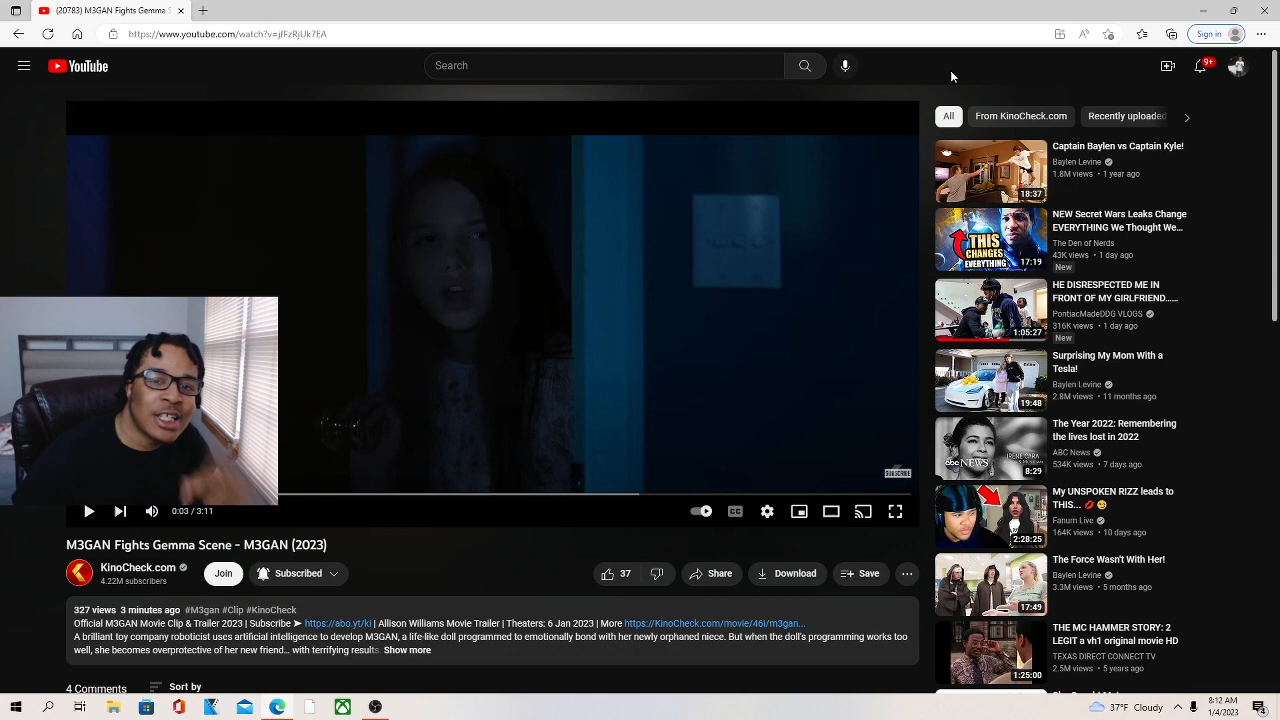 (20783) M3GAN Fights Gemma S
https://www.youtube.com/watch?v=jfEzRjUk7EA
Sign in
YouTube
Search
9+
SUBSCRIBE
0:03 / 3:11
CC
M3GAN Fights Gemma Scene - M3GAN (2023)
KinoCheck.com
4.22M subscribers
Join
Subscribed
37
Share
Download
Save
327 views 3 minutes ago #M3gan #Clip #KinoCheck
Official M3GAN Movie Clip & Trailer 2023 | Subscribe ➤ https://abo.yt/ki | Allison Williams Movie Trailer | Theaters: 6 Jan 2023 | More https://KinoCheck.com/movie/46i/m3gan...
A brilliant toy company roboticist uses artificial intelligence to develop M3GAN, a life-like doll programmed to emotionally bond with her newly orphaned niece. But when the doll's programming works too
well, she becomes overprotective of her new friend... with terrifying results. Show more
4 Comments
Sort by
All
From KinoCheck.com
Recently uploaded
18:37
Captain Baylen vs Captain Kyle!
Baylen Levine
1.8M views • 1 year ago
THIS
CHANGES
EVERYTHING
17:19
NEW Secret Wars Leaks Change
EVERYTHING We Thought We...
The Den of Nerds
43K views • 1 day ago
New
1:05:27
HE DISRESPECTED ME IN
FRONT OF MY GIRLFRIEND......
PontiacMadeDDG VLOGS
316K views • 1 day ago
New
19:48
Surprising My Mom With a
Tesla!
Baylen Levine
2.8M views • 11 months ago
abc NEWS
IRENE CARA
8:29
The Year 2022: Remembering
the lives lost in 2022
ABC News
534K views • 7 days ago
2:28:25
My UNSPOKEN RIZZ leads to
THIS... 💋 🤕
Fanum Live
164K views • 10 days ago
17:49
The Force Wasn't With Her!
Baylen Levine
3.3M views • 5 months ago
1:25:00
THE MC HAMMER STORY: 2
LEGIT a vh1 original movie HD
TEXAS DIRECT CONNECT TV
2.5M views • 5 years ago
37°F Cloudy
8:12 AM
1/4/2023
4